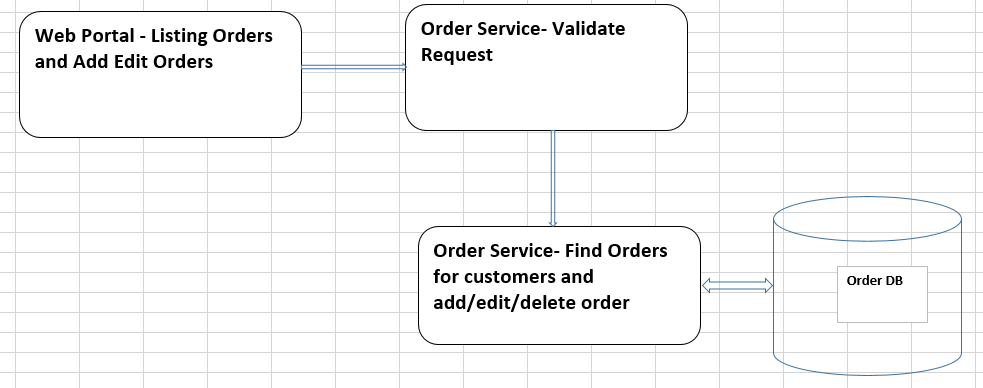 Web Portal - Listing Orders
and Add Edit Orders
Order Service- Validate
Request
Order Service- Find Orders
for customers and
add/edit/delete order
Order DB